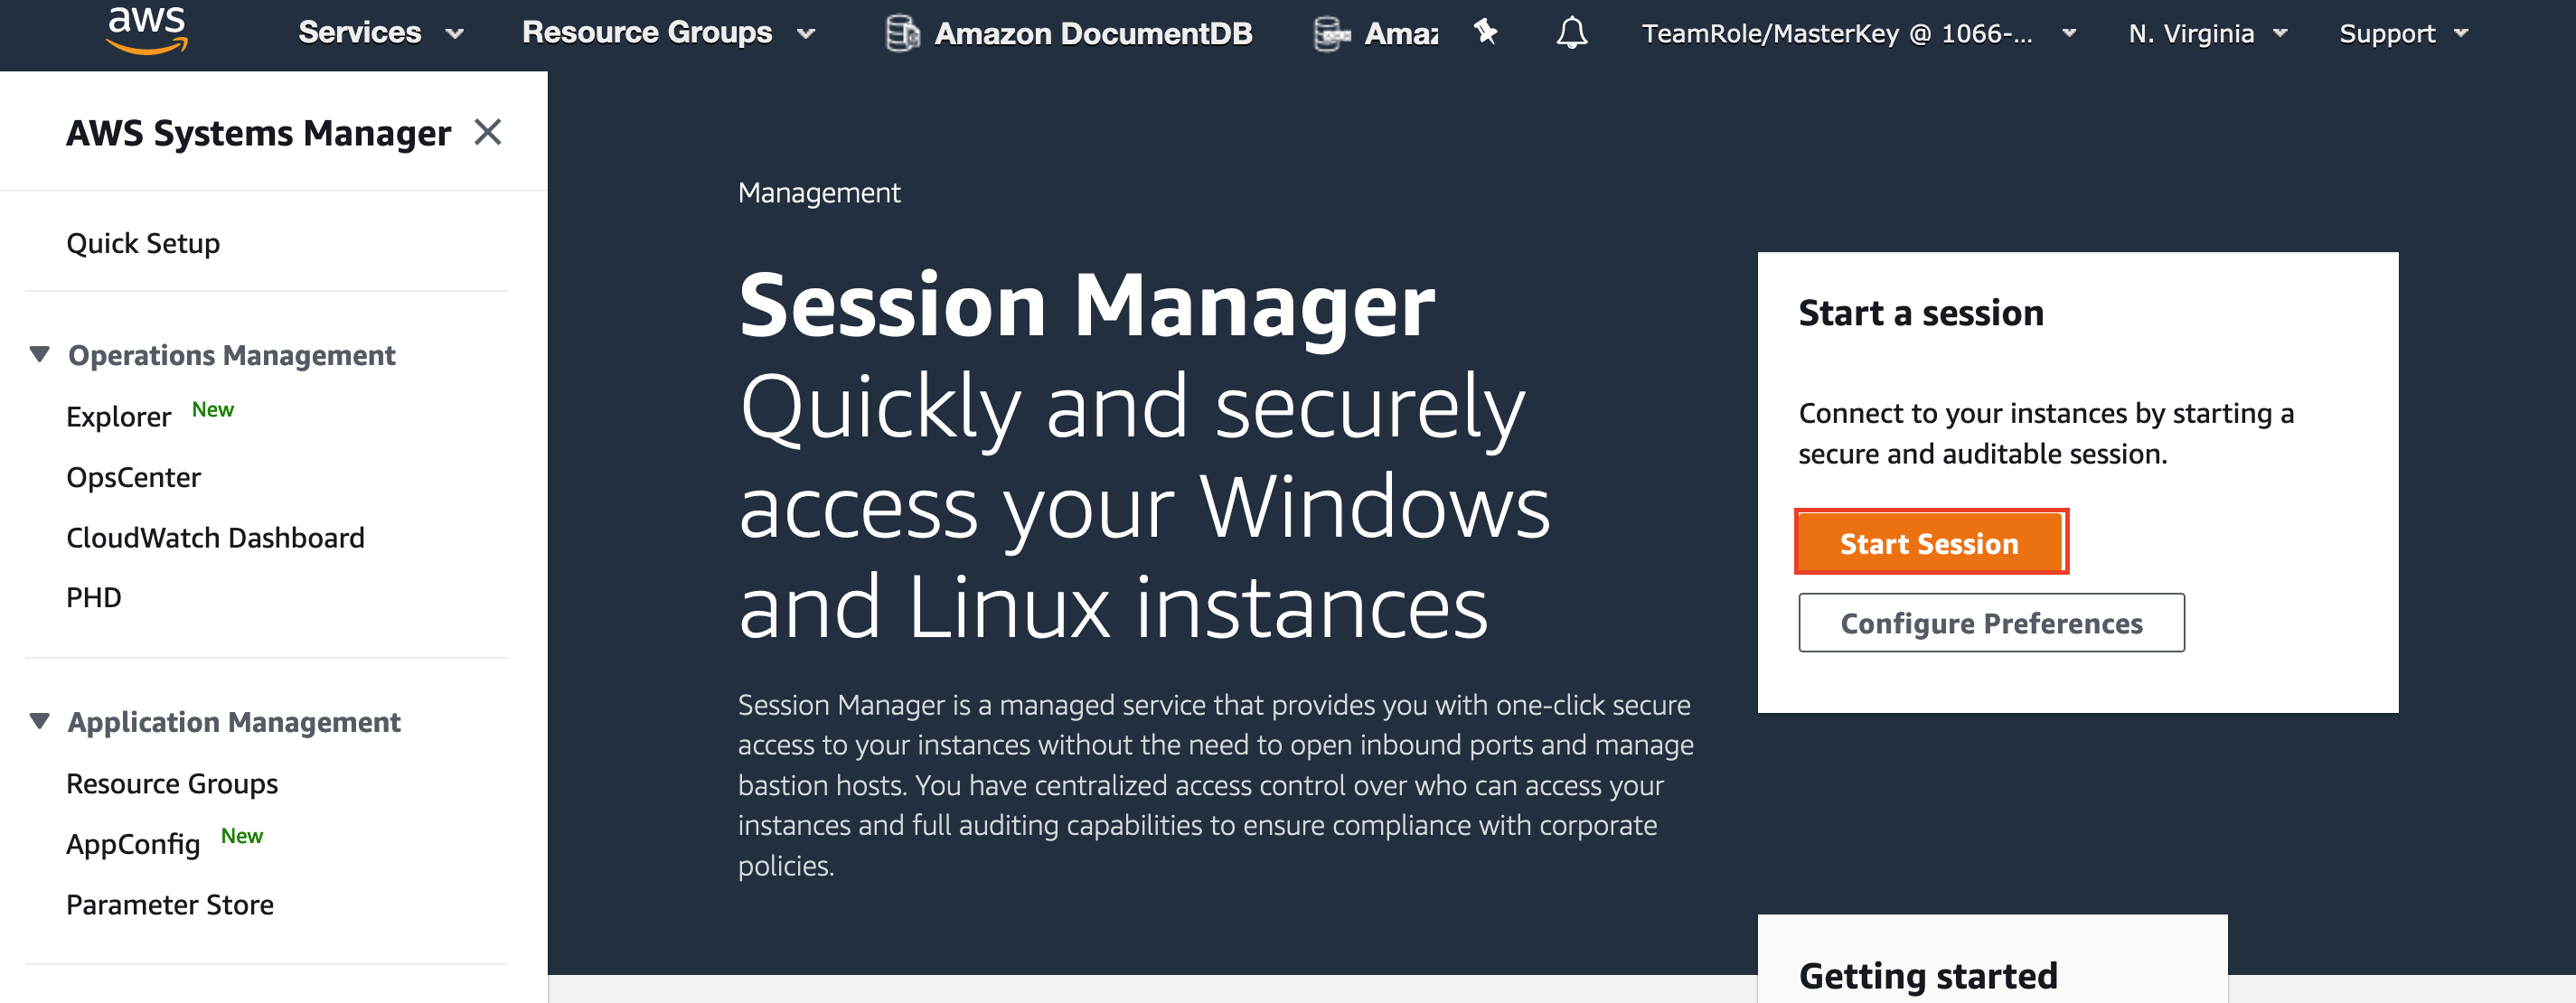 aws
Services
Resource Groups
Amazon DocumentDB
Amaz
TeamRole/MasterKey @ 1066-...
N. Virginia
Support
AWS Systems Manager
Quick Setup
Operations Management
Explorer New
OpsCenter
CloudWatch Dashboard
PHD
Application Management
Resource Groups
AppConfig New
Parameter Store
Management
Session Manager
Quickly and securely
access your Windows
and Linux instances
Session Manager is a managed service that provides you with one-click secure
access to your instances without the need to open inbound ports and manage
bastion hosts. You have centralized access control over who can access your
instances and full auditing capabilities to ensure compliance with corporate
policies.
Start a session
Connect to your instances by starting a
secure and auditable session.
Start Session
Configure Preferences
Getting started